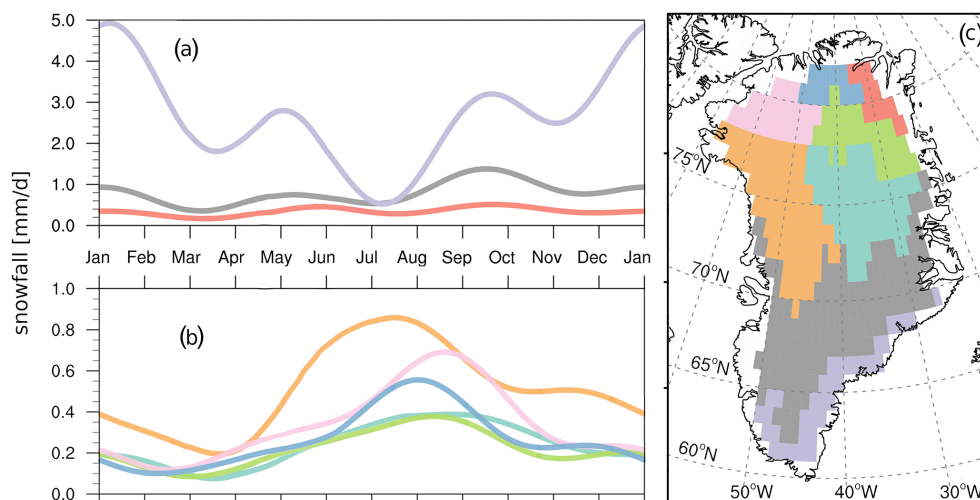 snowfall [mm/d]
(a)
5.0
4.0
3.0
2.0
1.0
0.0
Jan Feb Mar Apr May Jun Jul Aug Sep Oct Nov Dec Jan
(b)
1.0
0.8
0.6
0.4
0.2
0.0
(c)
75°N
70°N
65°N
60°N
50°W 40°W 30°W